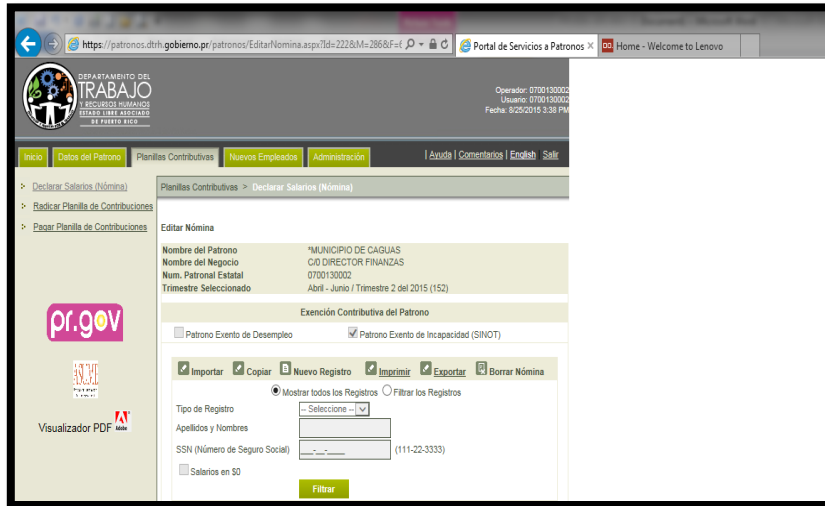 https://patronos.dtrh.gobierno.pr/patronos/EditarNomina.aspx?Id=222&M=286&F=6
Portal de Servicios a Patronos
Home - Welcome to Lenovo
DEPARTAMENTO DEL
TRABAJO
Y RECURSOS HUMANOS
ESTADO LIBRE ASOCIADO
DE PUERTO RICO
Operador: 0700130002
Usuario: 0700130002
Fecha: 8/25/2015 3:38 PM
Inicio Datos del Patrono Planillas Contributivas Nuevos Empleados Administración | Ayuda | Comentarios | English Salir
Declarar Salarios (Nómina)
Radicar Planilla de Contribuciones
Pagar Planilla de Contribuciones
pr.gov
Visualizador PDF Adobe
Planillas Contributivas > Declarar Salarios (Nómina)
Editar Nómina
Nombre del Patrono *MUNICIPIO DE CAGUAS
Nombre del Negocio C/0 DIRECTOR FINANZAS
Num. Patronal Estatal 0700130002
Trimestre Seleccionado Abril - Junio / Trimestre 2 del 2015 (152)
Exención Contributiva del Patrono
Patrono Exento de Desempleo Patrono Exento de Incapacidad (SINOT)
Importar Copiar Nuevo Registro Imprimir Exportar Borrar Nómina
Mostrar todos los Registros Filtrar los Registros
Tipo de Registro -- Seleccione --
Apellidos y Nombres
SSN (Número de Seguro Social) ___-__-____ (111-22-3333)
Salarios en $0
Filtrar